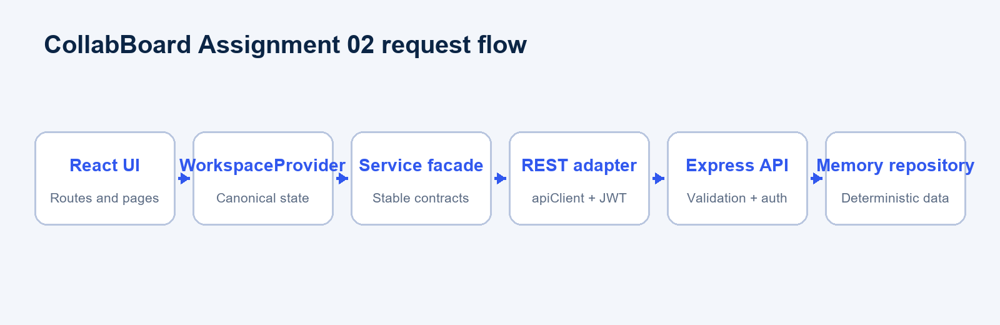 CollabBoard Assignment 02 request flow
React UI
Routes and pages
WorkspaceProvider
Canonical state
Service facade
Stable contracts
REST adapter
apiClient + JWT
Express API
Validation + auth
Memory repository
Deterministic data